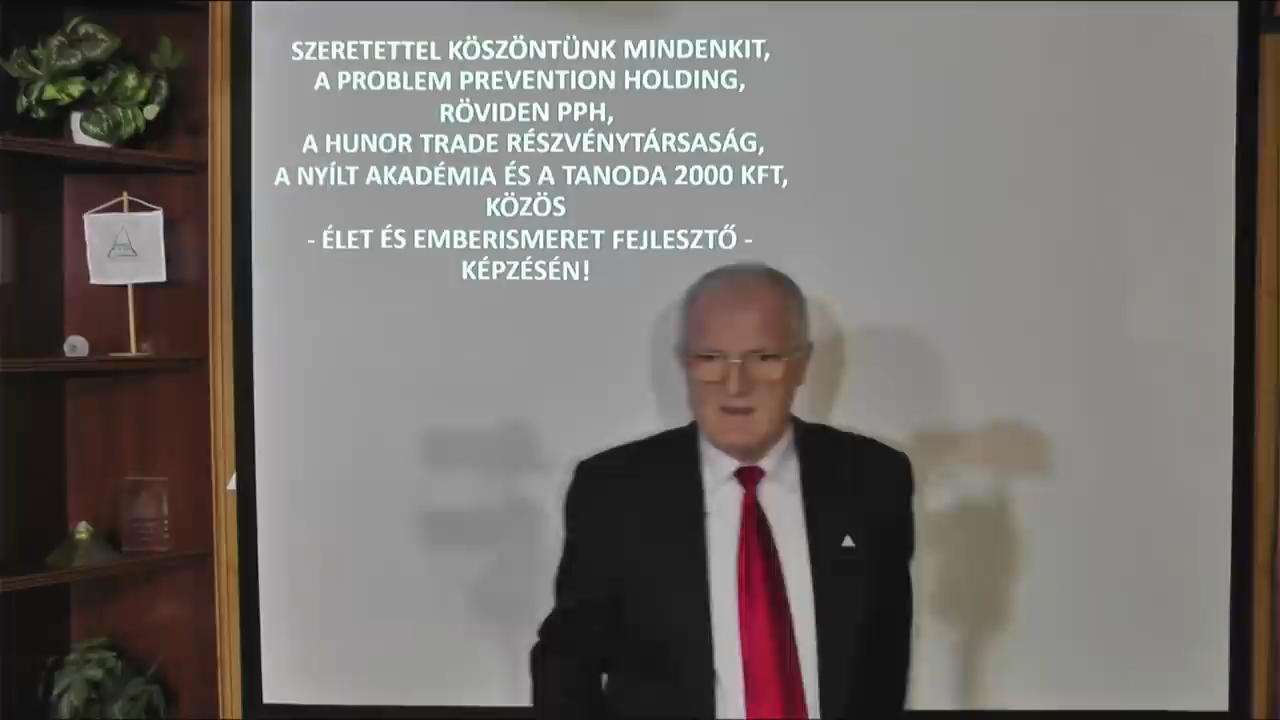 SZERETETTEL KÖSZÖNTÜNK MINDENKIT,
A PROBLEM PREVENTION HOLDING,
RÖVIDEN PPH,
A HUNOR TRADE RÉSZVÉNYTÁRSASÁG,
A NYÍLT AKADÉMIA ÉS A TANODA 2000 KFT,
KÖZÖS
- ÉLET ÉS EMBERISMERET FEJLESZTŐ -
KÉPZÉSÉN!